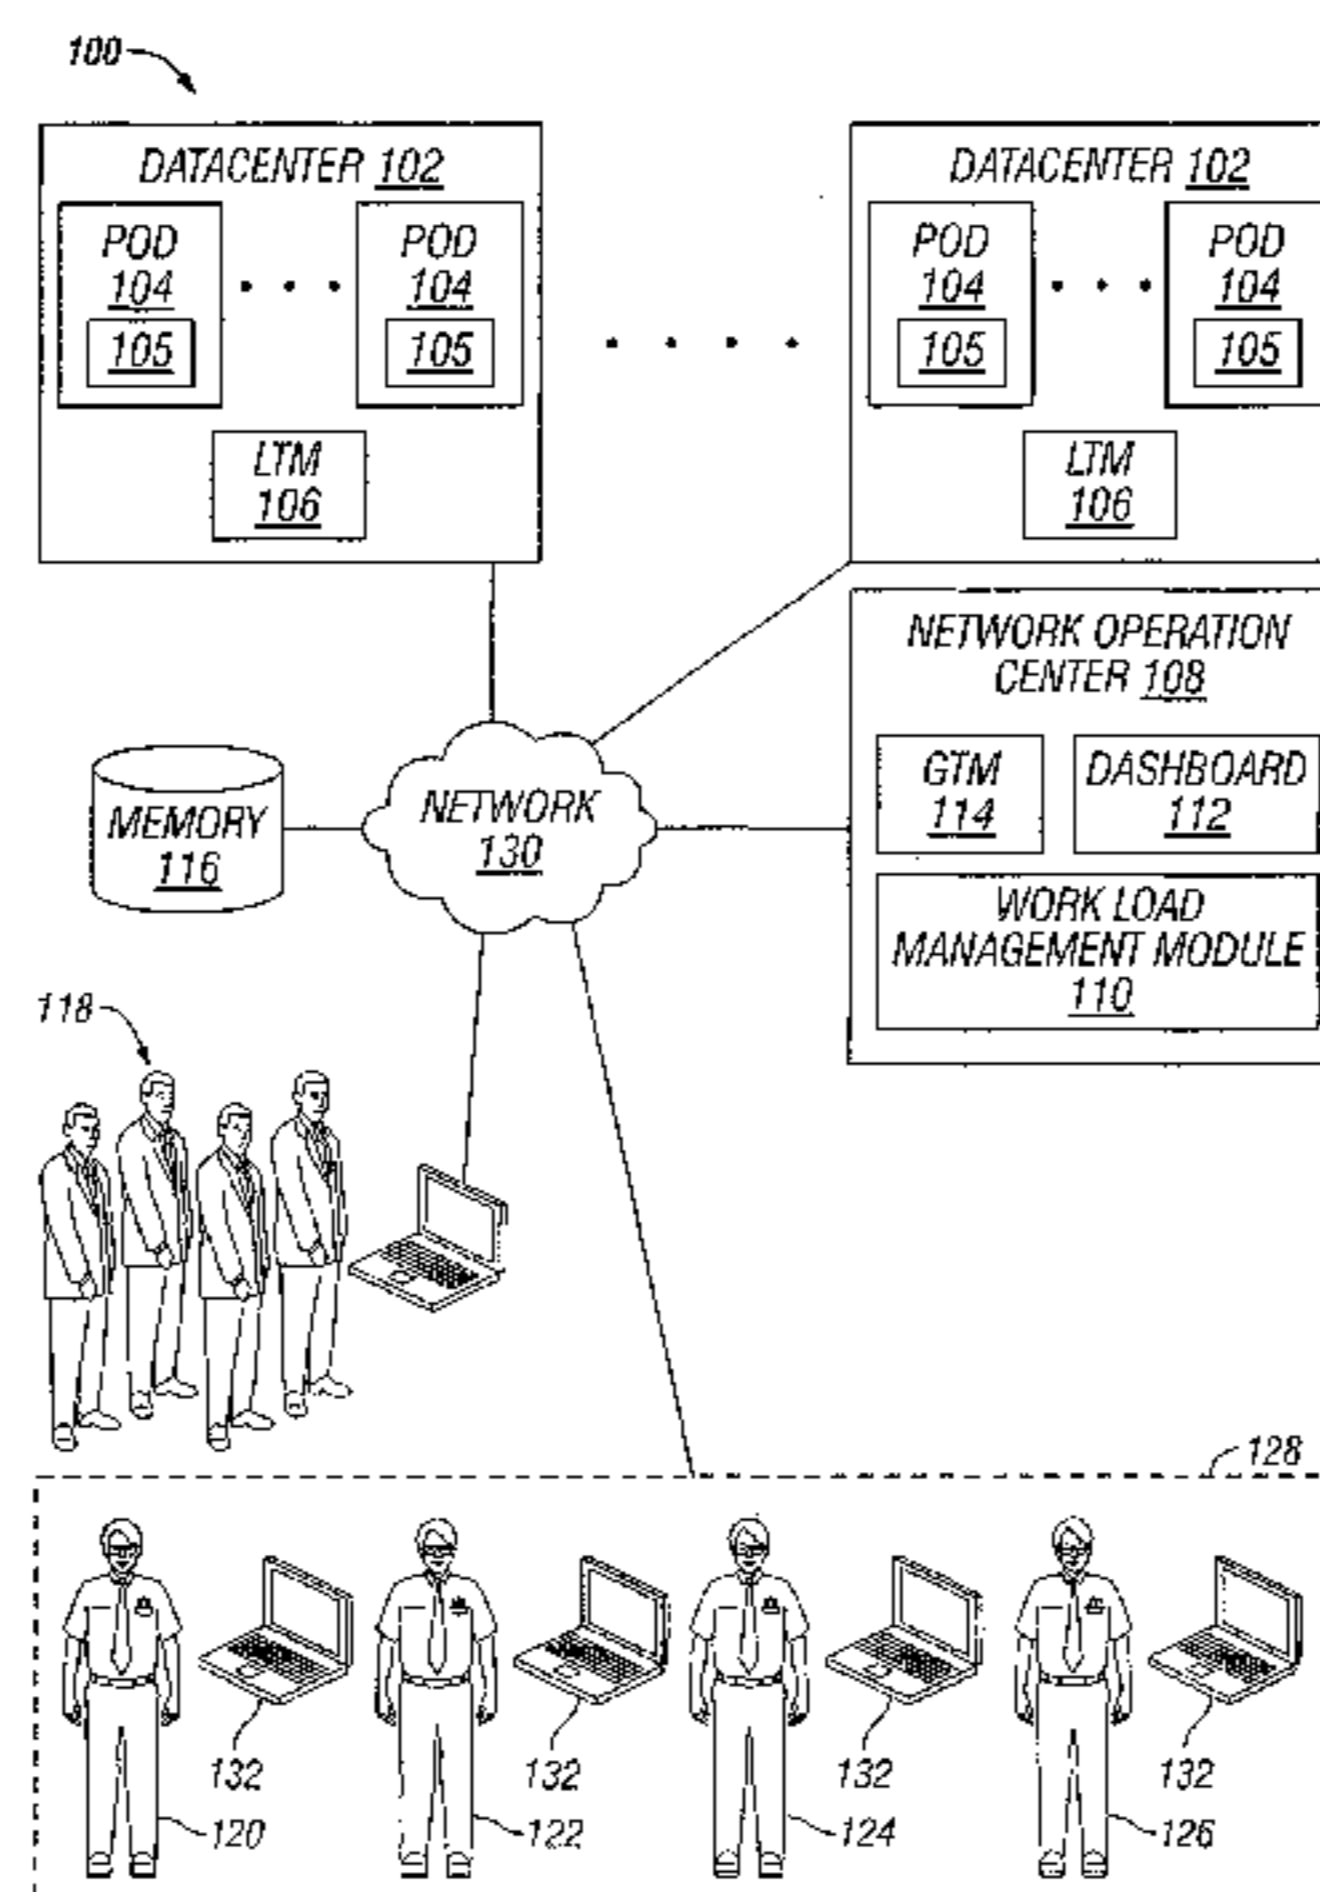 100
DATACENTER 102
POD
104
105
POD
104
105
LTM
106
DATACENTER 102
POD
104
105
POD
104
105
LTM
106
NETWORK OPERATION
CENTER 108
GTM
114
DASHBOARD
112
WORK LOAD
MANAGEMENT MODULE
110
MEMORY
116
NETWORK
130
118
128
132
132
132
132
120
122
124
126